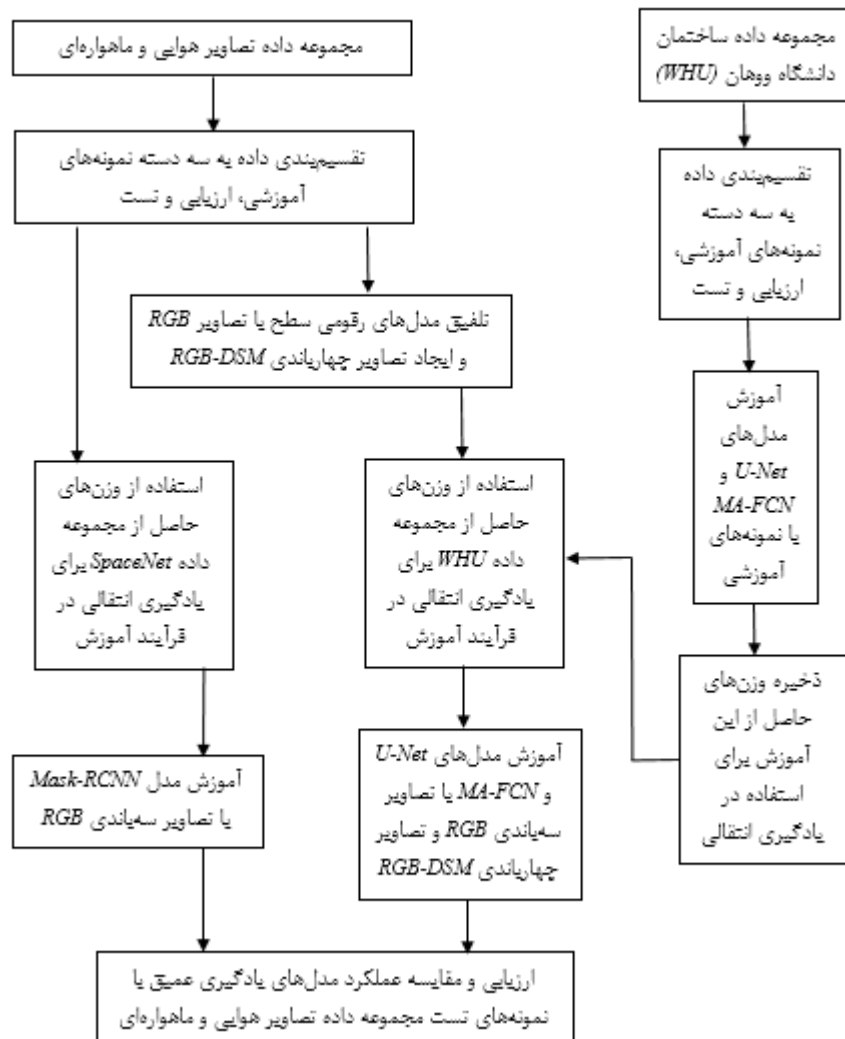 مجموعه داده تصاویر هوایی و ماهواره‌ای
تقسیم‌بندی داده به سه دسته نمونه‌های
آموزشی، ارزیابی و تست
تلفیق مدل‌های رقومی سطح با تصاویر RGB
و ایجاد تصاویر چهارباندی RGB-DSM
استفاده از وزن‌های
حاصل از مجموعه
داده SpaceNet برای
یادگیری انتقالی در
فرآیند آموزش
استفاده از وزن‌های
حاصل از مجموعه
داده WHU برای
یادگیری انتقالی در
فرآیند آموزش
آموزش مدل Mask-RCNN
با تصاویر سه‌باندی RGB
آموزش مدل‌های U-Net
و MA-FCN با تصاویر
سه‌باندی RGB و تصاویر
چهارباندی RGB-DSM
مجموعه داده ساختمان
دانشگاه ووهان (WHU)
تقسیم‌بندی داده
به سه دسته
نمونه‌های آموزشی،
ارزیابی و تست
آموزش
مدل‌های
U-Net و
MA-FCN
با نمونه‌های
آموزشی
ذخیره وزن‌های
حاصل از این
آموزش برای
استفاده در
یادگیری انتقالی
ارزیابی و مقایسه عملکرد مدل‌های یادگیری عمیق با
نمونه‌های تست مجموعه داده تصاویر هوایی و ماهواره‌ای